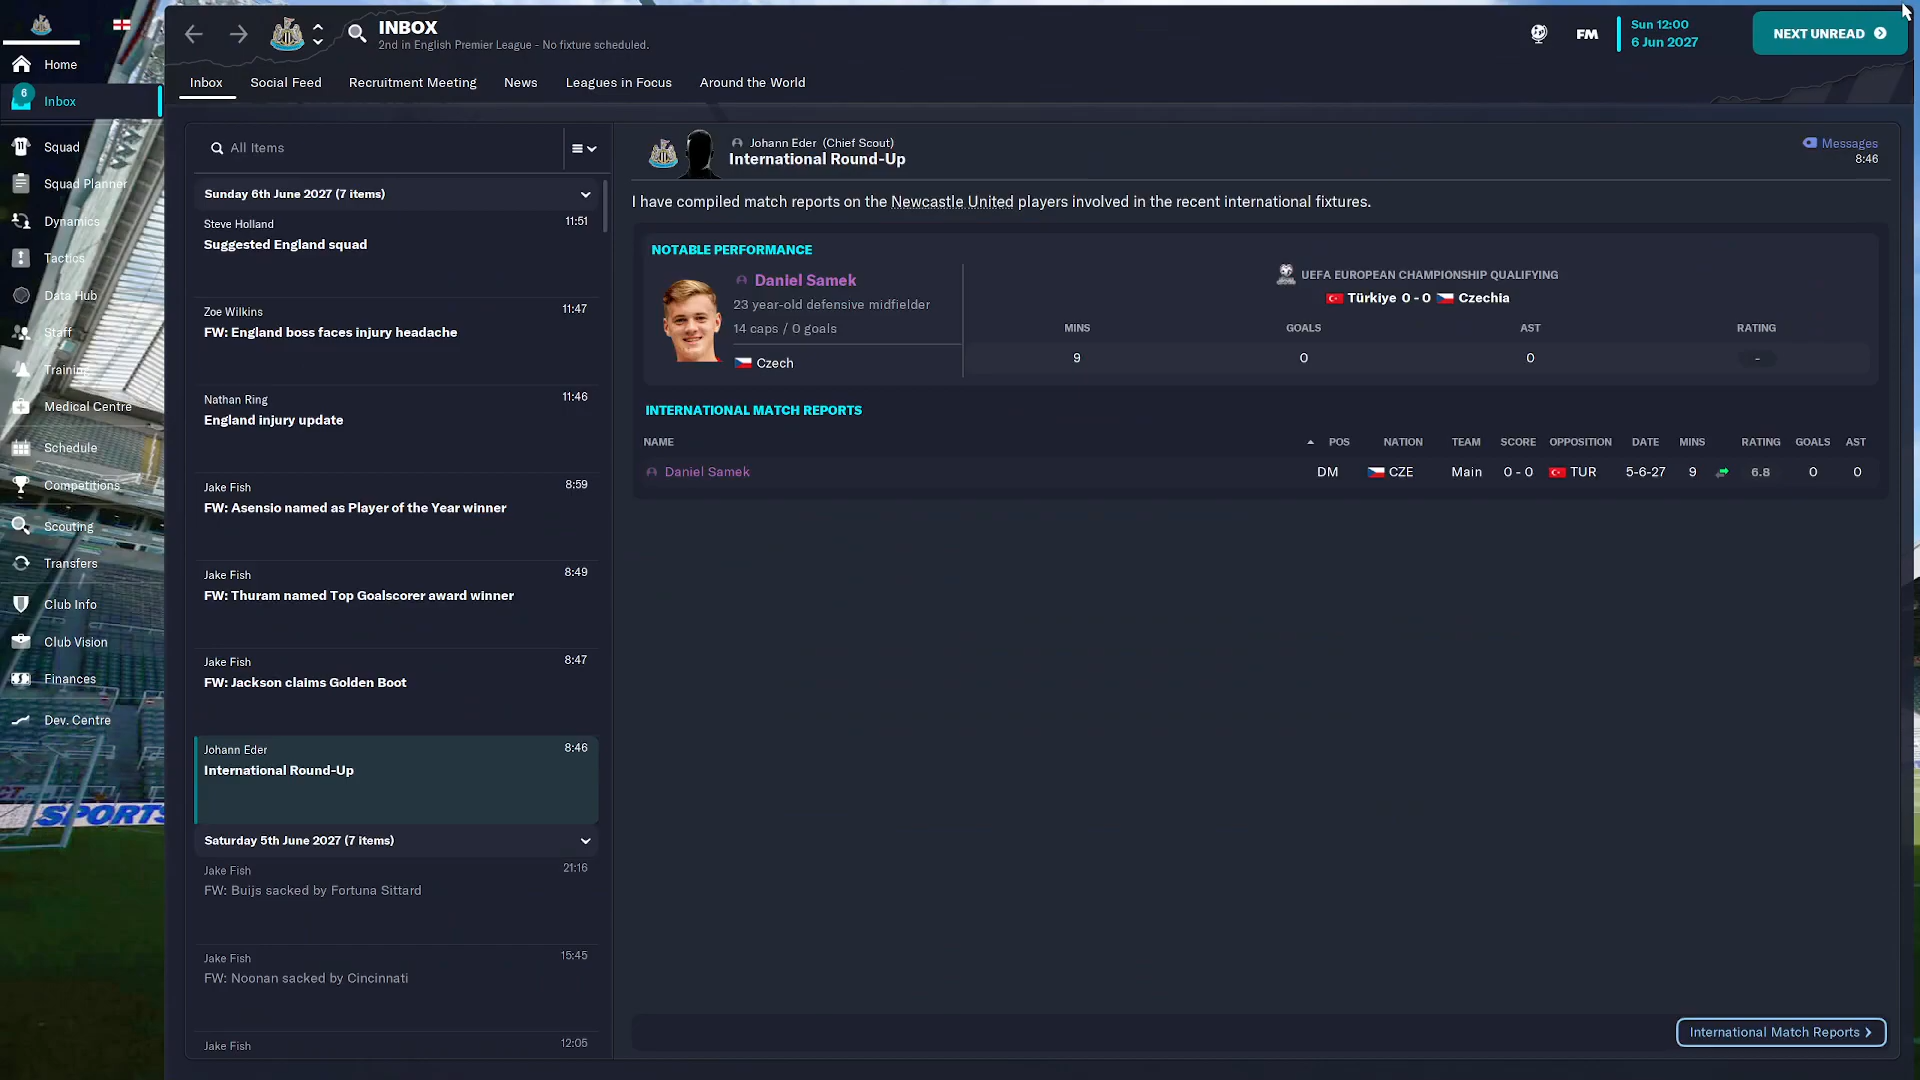 INBOX
2nd in English Premier League - No fixture scheduled.
FM
Sun 12:00
6 Jun 2027
NEXT UNREAD
Home
6
Inbox
Squad
Squad Planner
Dynamics
Tactics
Data Hub
Staff
Training
Medical Centre
Schedule
Competitions
Scouting
Transfers
Club Info
Club Vision
Finances
Dev. Centre
SPORTS
Inbox Social Feed Recruitment Meeting News Leagues in Focus Around the World
All Items
Sunday 6th June 2027 (7 items)
Steve Holland 11:51
Suggested England squad
Zoe Wilkins 11:47
FW: England boss faces injury headache
Nathan Ring 11:46
England injury update
Jake Fish 8:59
FW: Asensio named as Player of the Year winner
Jake Fish 8:49
FW: Thuram named Top Goalscorer award winner
Jake Fish 8:47
FW: Jackson claims Golden Boot
Johann Eder 8:46
International Round-Up
Saturday 5th June 2027 (7 items)
Jake Fish 21:16
FW: Buijs sacked by Fortuna Sittard
Jake Fish 15:45
FW: Noonan sacked by Cincinnati
Jake Fish 12:05
Johann Eder (Chief Scout)
International Round-Up
Messages
8:46
I have compiled match reports on the Newcastle United players involved in the recent international fixtures.
NOTABLE PERFORMANCE
Daniel Samek
23 year-old defensive midfielder
14 caps / 0 goals
Czech
UEFA EUROPEAN CHAMPIONSHIP QUALIFYING
Türkiye 0 - 0 Czechia
MINS GOALS AST RATING
9 0 0 -
INTERNATIONAL MATCH REPORTS
NAME POS NATION TEAM SCORE OPPOSITION DATE MINS RATING GOALS AST
Daniel Samek DM CZE Main 0 - 0 TUR 5-6-27 9 6.8 0 0
International Match Reports